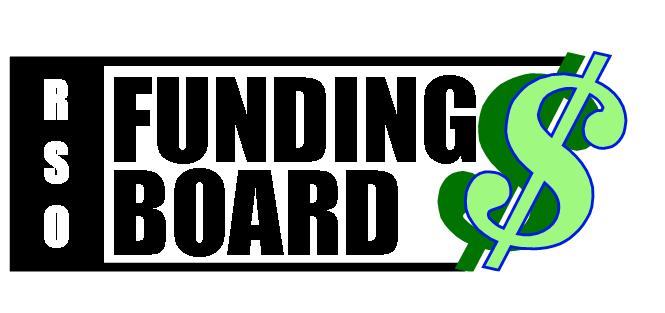 RSO
FUNDING
BOARD
$